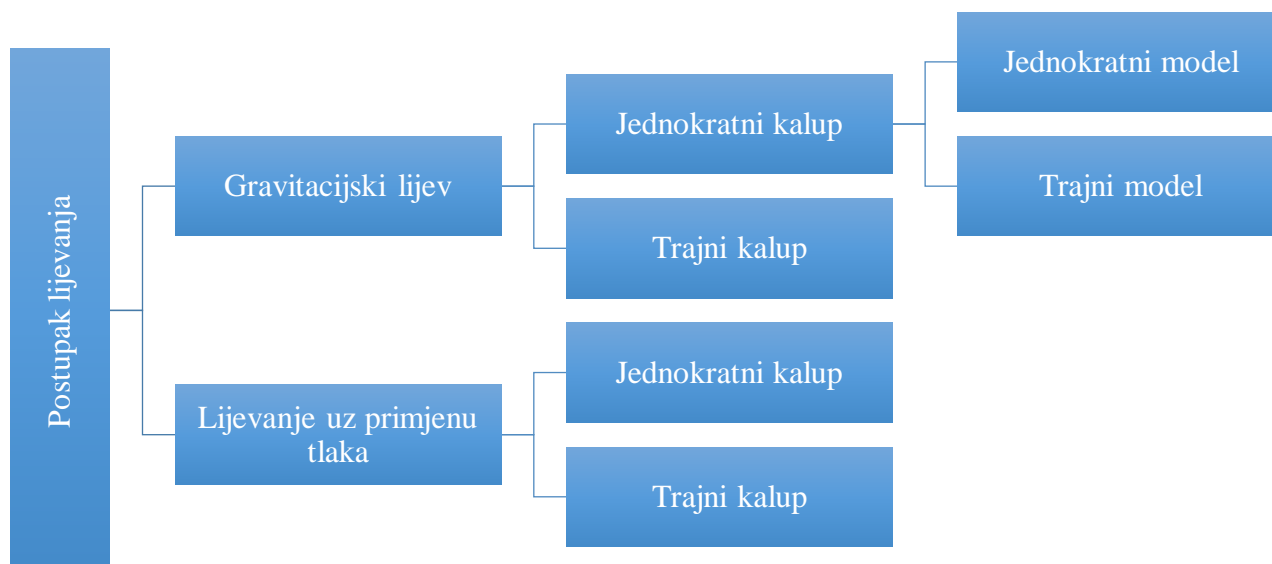 Postupak lijevanja
Gravitacijski lijev
Jednokratni kalup
Jednokratni model
Trajni model
Trajni kalup
Lijevanje uz primjenu
tlaka
Jednokratni kalup
Trajni kalup